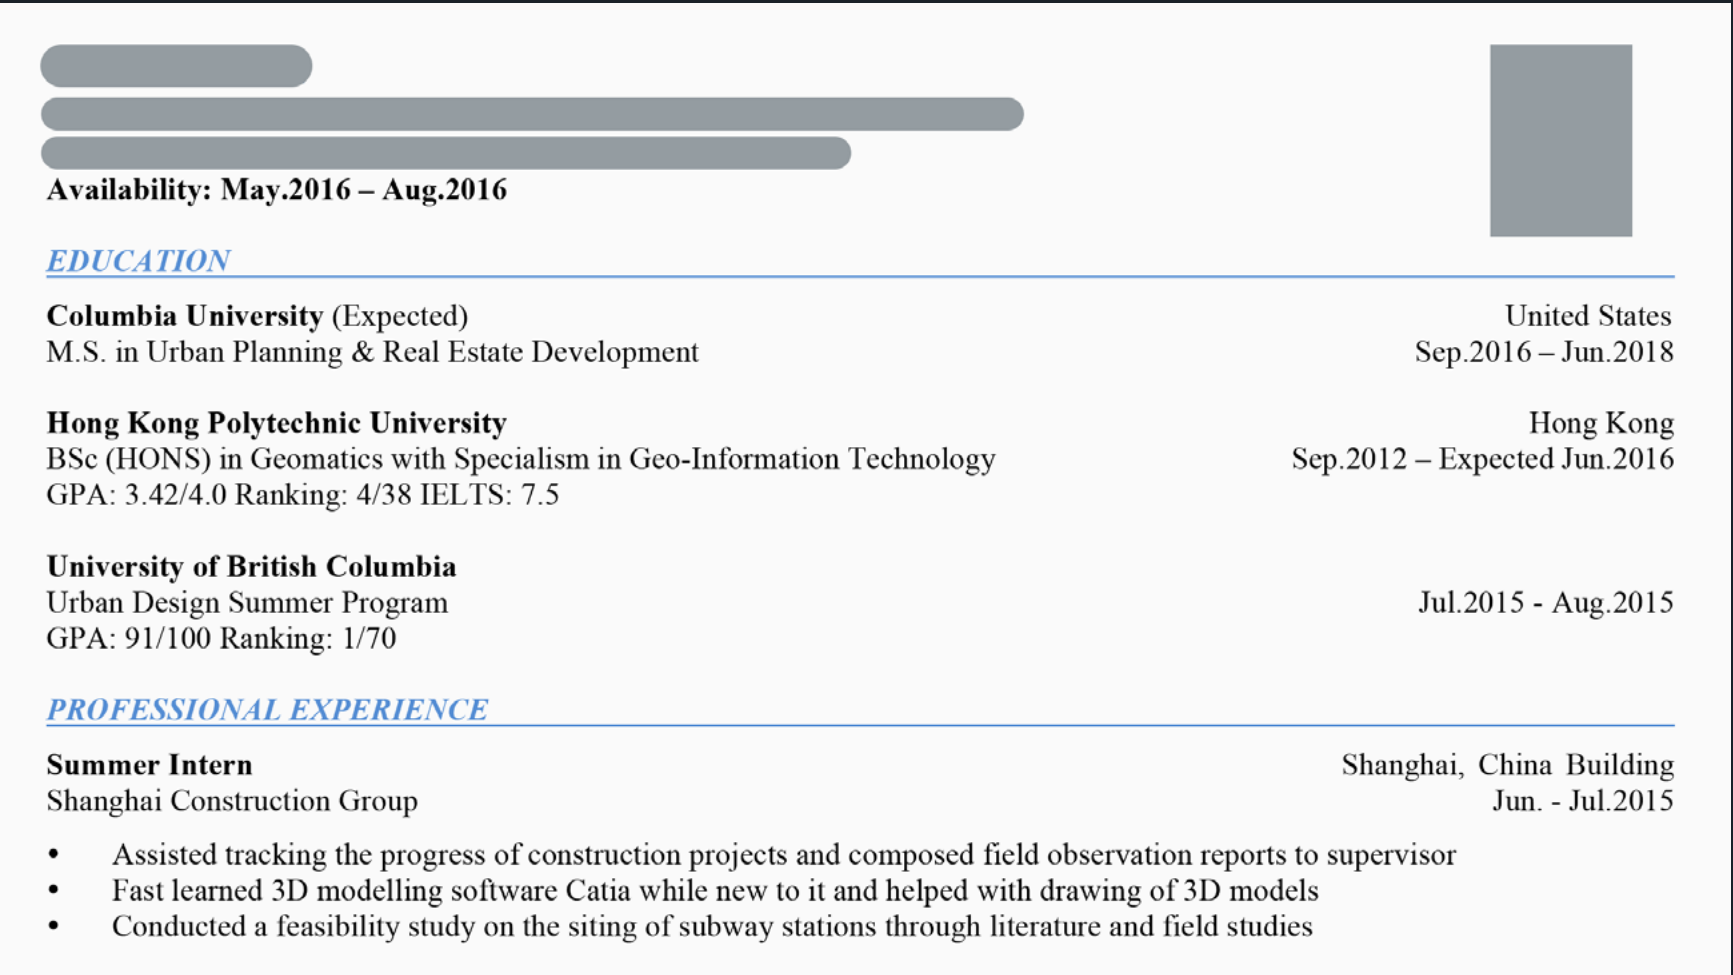 Availability: May.2016 – Aug.2016
EDUCATION
Columbia University (Expected) United States
M.S. in Urban Planning & Real Estate Development Sep.2016 – Jun.2018
Hong Kong Polytechnic University Hong Kong
BSc (HONS) in Geomatics with Specialism in Geo-Information Technology Sep.2012 – Expected Jun.2016
GPA: 3.42/4.0 Ranking: 4/38 IELTS: 7.5
University of British Columbia
Urban Design Summer Program Jul.2015 - Aug.2015
GPA: 91/100 Ranking: 1/70
PROFESSIONAL EXPERIENCE
Summer Intern Shanghai, China Building
Shanghai Construction Group Jun. - Jul.2015
• Assisted tracking the progress of construction projects and composed field observation reports to supervisor
• Fast learned 3D modelling software Catia while new to it and helped with drawing of 3D models
• Conducted a feasibility study on the siting of subway stations through literature and field studies